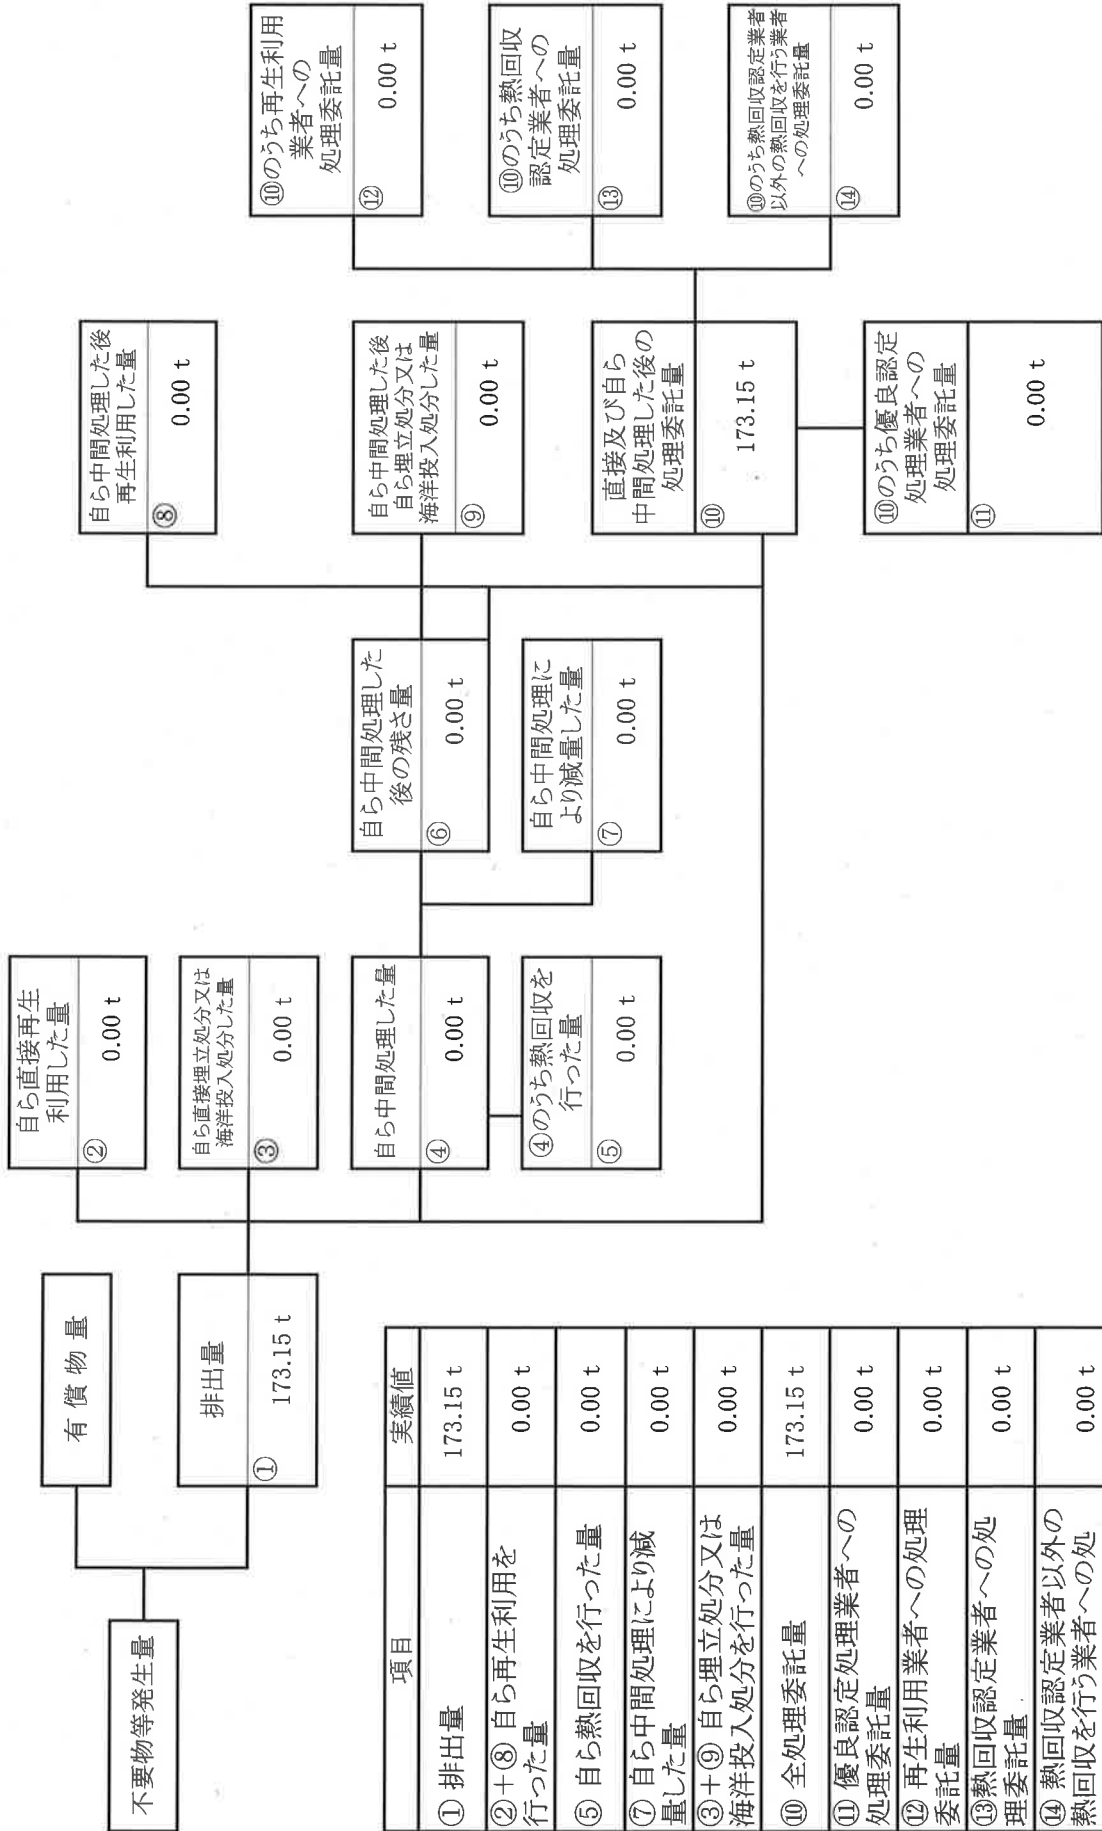 不要物等発生量
有償物量
排出量
①
173.15 t
自ら直接再生
利用した量
②
0.00 t
自ら直接埋立処分又は
海洋投入処分した量
③
0.00 t
自ら中間処理した量
④
0.00 t
④のうち熱回収を
行った量
⑤
0.00 t
自ら中間処理した
後の残さ量
⑥
0.00 t
自ら中間処理に
より減量した量
⑦
0.00 t
自ら中間処理した後
再生利用した量
⑧
0.00 t
自ら中間処理した後
自ら埋立処分又は
海洋投入処分した量
⑨
0.00 t
直接及び自ら
中間処理した後の
処理委託量
⑩
173.15 t
⑩のうち優良認定
処理業者への
処理委託量
⑪
0.00 t
⑩のうち再生利用
業者への
処理委託量
⑫
0.00 t
⑩のうち熱回収
認定業者への
処理委託量
⑬
0.00 t
⑩のうち熱回収認定業者
以外の熱回収を行う業者
への処理委託量
⑭
0.00 t
項目 実績値
① 排出量 173.15 t
②+⑧ 自ら再生利用を
行った量 0.00 t
⑤ 自ら熱回収を行った量 0.00 t
⑦ 自ら中間処理により減
量した量 0.00 t
③+⑨ 自ら埋立処分又は
海洋投入処分を行った量 0.00 t
⑩ 全処理委託量 173.15 t
⑪ 優良認定処理業者への
処理委託量 0.00 t
⑫ 再生利用業者への処理
委託量 0.00 t
⑬熱回収認定業者への処
理委託量 0.00 t
⑭ 熱回収認定業者以外の
熱回収を行う業者への処 0.00 t